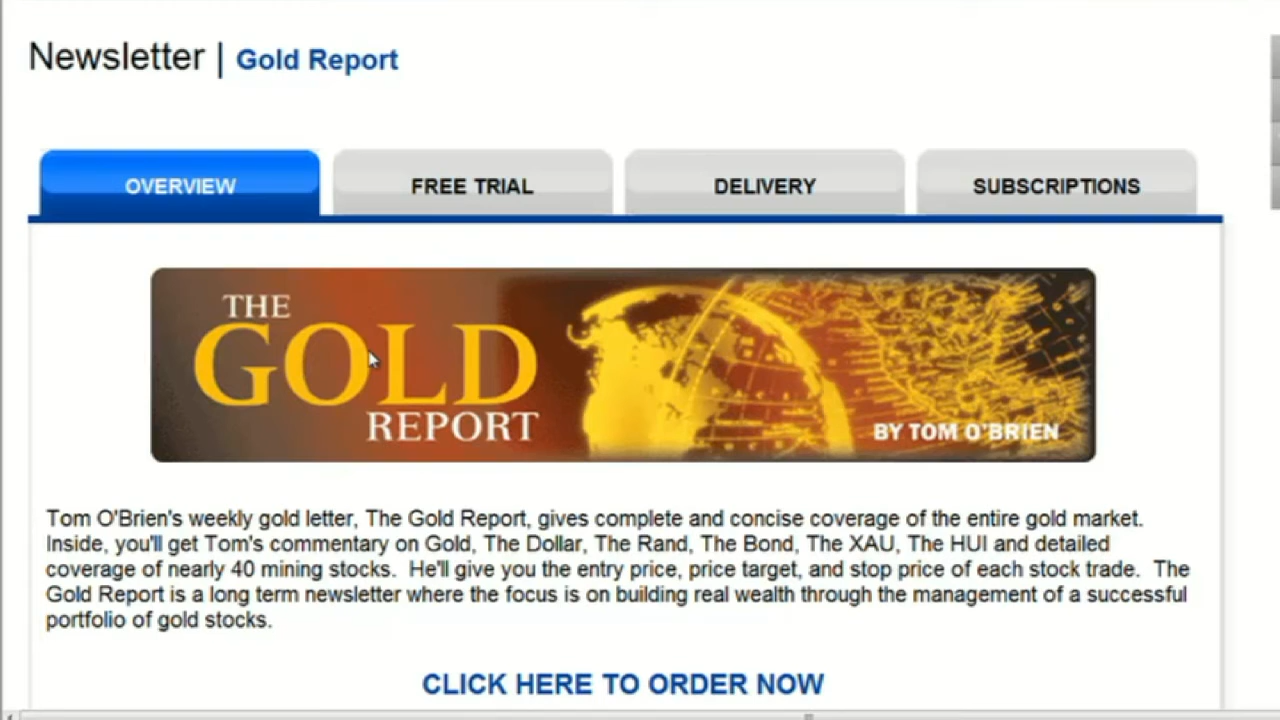 Newsletter | Gold Report
OVERVIEW
FREE TRIAL
DELIVERY
SUBSCRIPTIONS
THE
GOLD
REPORT
BY TOM O'BRIEN
Tom O'Brien's weekly gold letter, The Gold Report, gives complete and concise coverage of the entire gold market.
Inside, you'll get Tom's commentary on Gold, The Dollar, The Rand, The Bond, The XAU, The HUI and detailed
coverage of nearly 40 mining stocks.  He'll give you the entry price, price target, and stop price of each stock trade.  The
Gold Report is a long term newsletter where the focus is on building real wealth through the management of a successful
portfolio of gold stocks.
CLICK HERE TO ORDER NOW